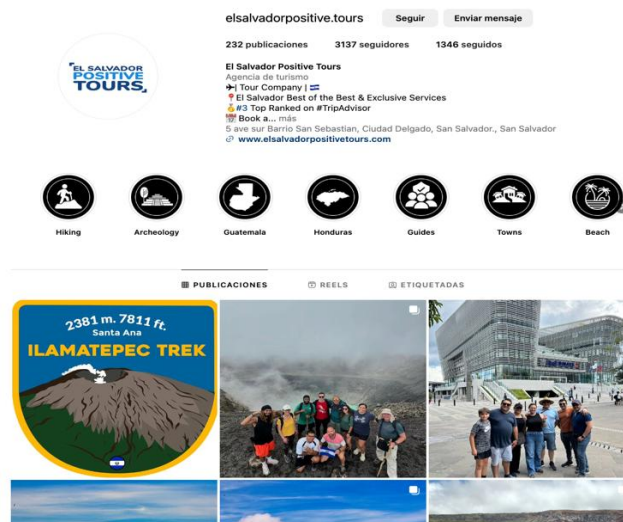 elsalvadorpositive.tours Seguir Enviar mensaje
232 publicaciones 3137 seguidores 1346 seguidos
EL SALVADOR
POSITIVE
TOURS
El Salvador Positive Tours
Agencia de turismo
✈️| Tour Company | 🇸🇻
📍El Salvador Best of the Best & Exclusive Services
🏅#3 Top Ranked on #TripAdvisor
📅 Book a... más
5 ave sur Barrio San Sebastian, Ciudad Delgado, San Salvador., San Salvador
www.elsalvadorpositivetours.com
Hiking Archeology Guatemala Honduras Guides Towns Beach
PUBLICACIONES REELS ETIQUETADAS
2381 m. 7811 ft.
Santa Ana
ILAMATEPEC TREK